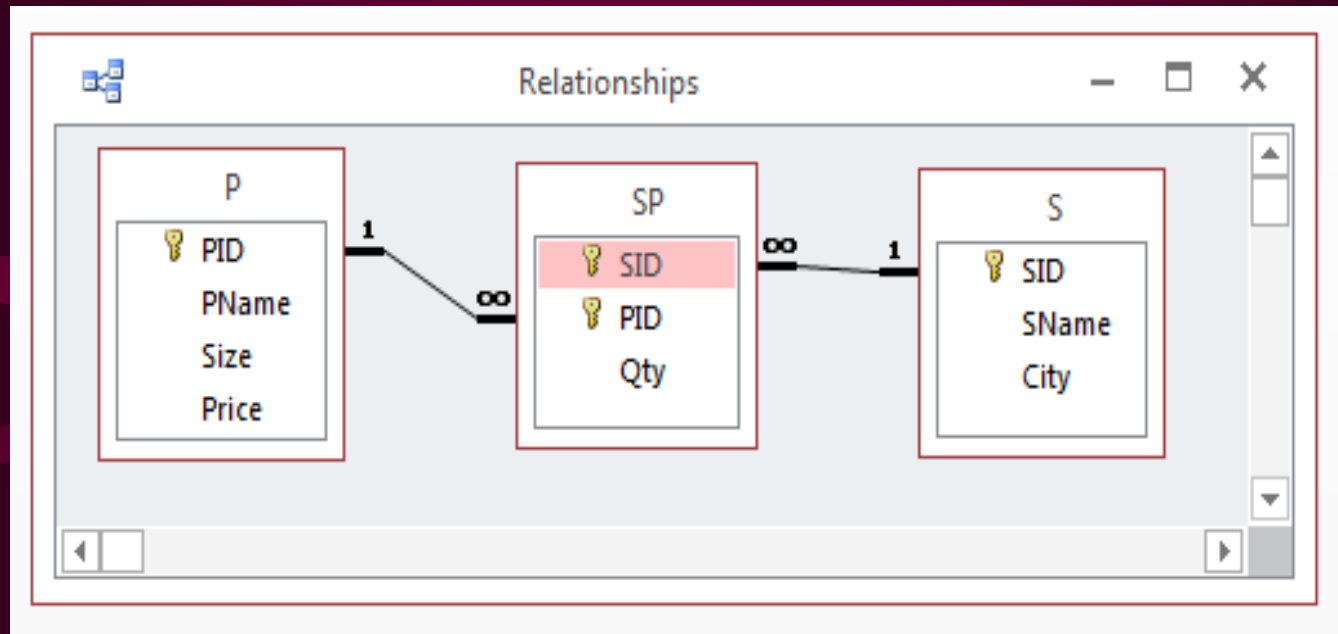 Relationships
P
PID
PName
Size
Price
1
∞
SP
SID
PID
Qty
∞
1
S
SID
SName
City